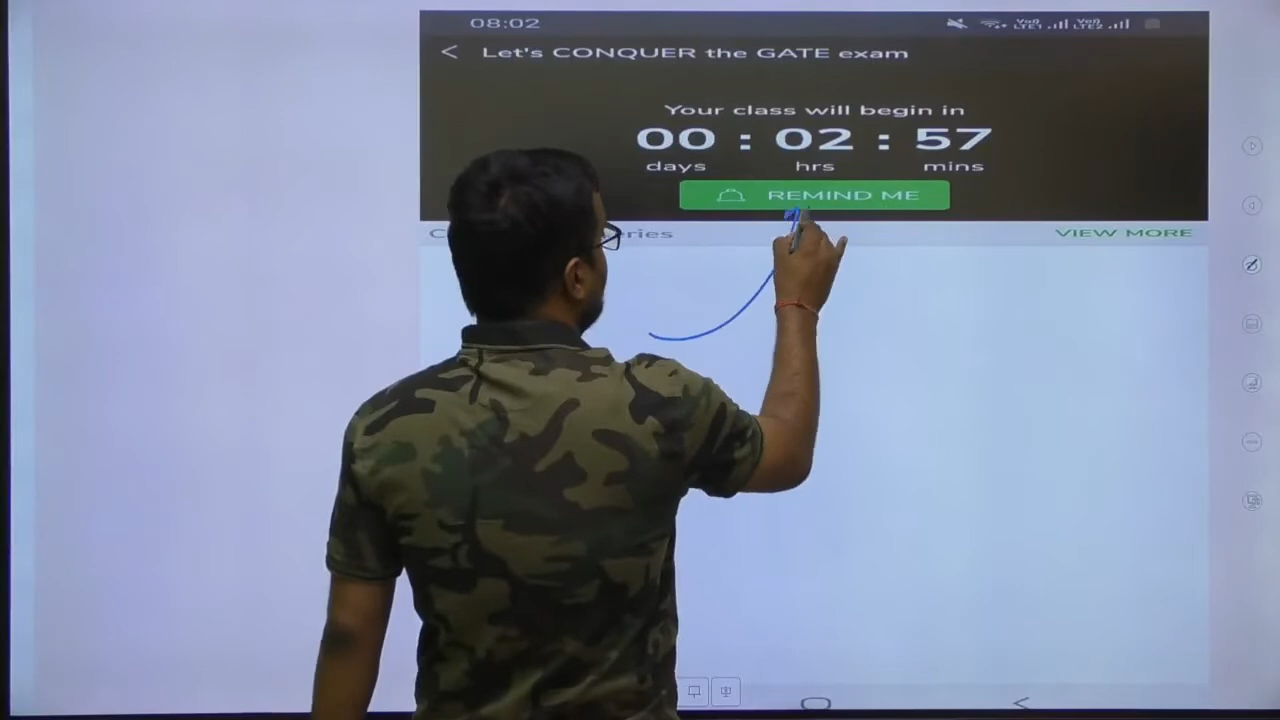 08:02
Let's CONQUER the GATE exam
Your class will begin in
00 : 02 : 57
days hrs mins
REMIND ME
VIEW MORE